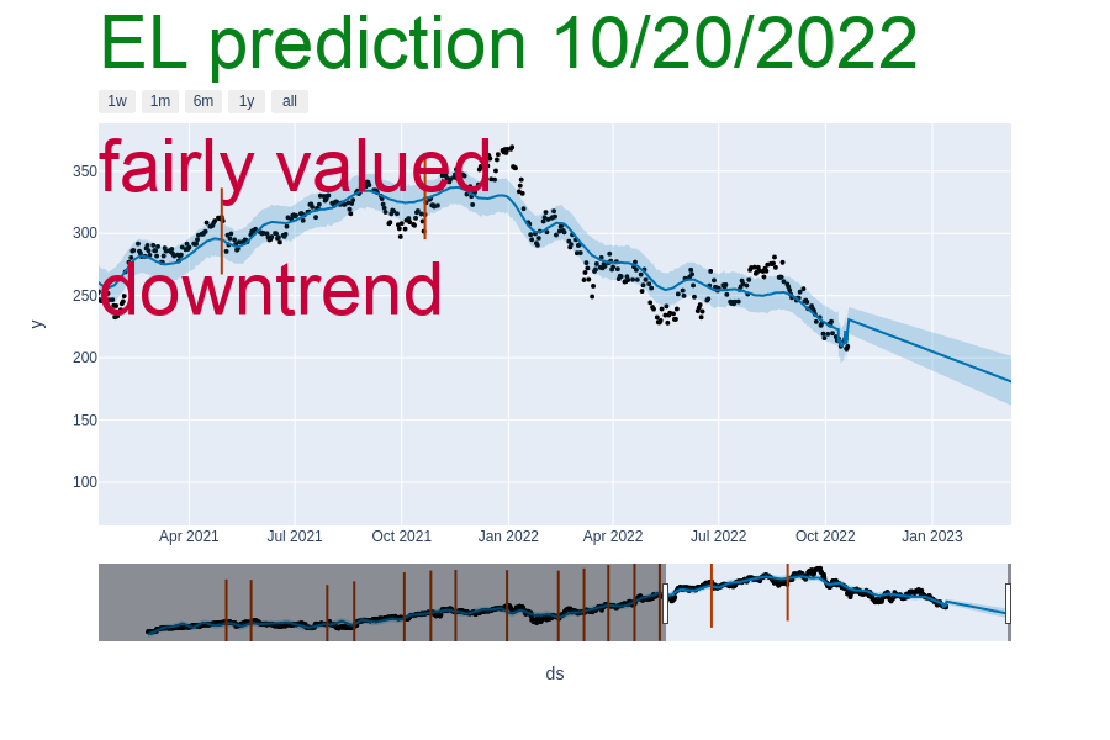 EL prediction 10/20/2022
1w 1m 6m 1y all
fairly valued
downtrend
350
300
250
200
150
100
y
Apr 2021 Jul 2021 Oct 2021 Jan 2022 Apr 2022 Jul 2022 Oct 2022 Jan 2023
ds